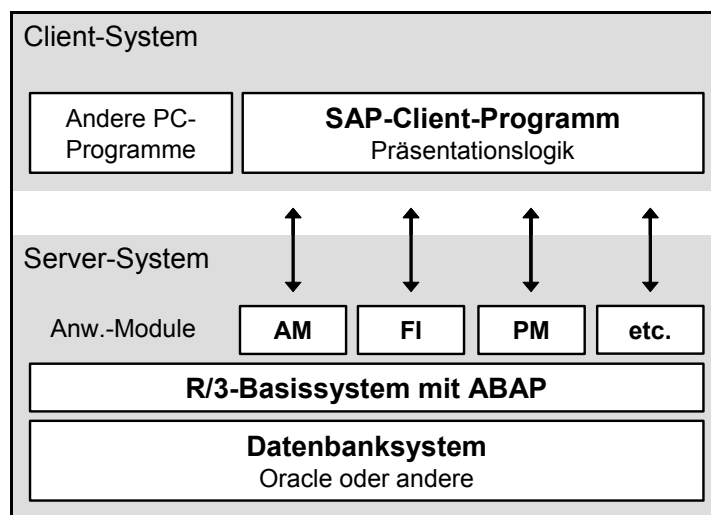 Client-System
Andere PC-
Programme
SAP-Client-Programm
Präsentationslogik
Server-System
Anw.-Module
AM
FI
PM
etc.
R/3-Basissystem mit ABAP
Datenbanksystem
Oracle oder andere